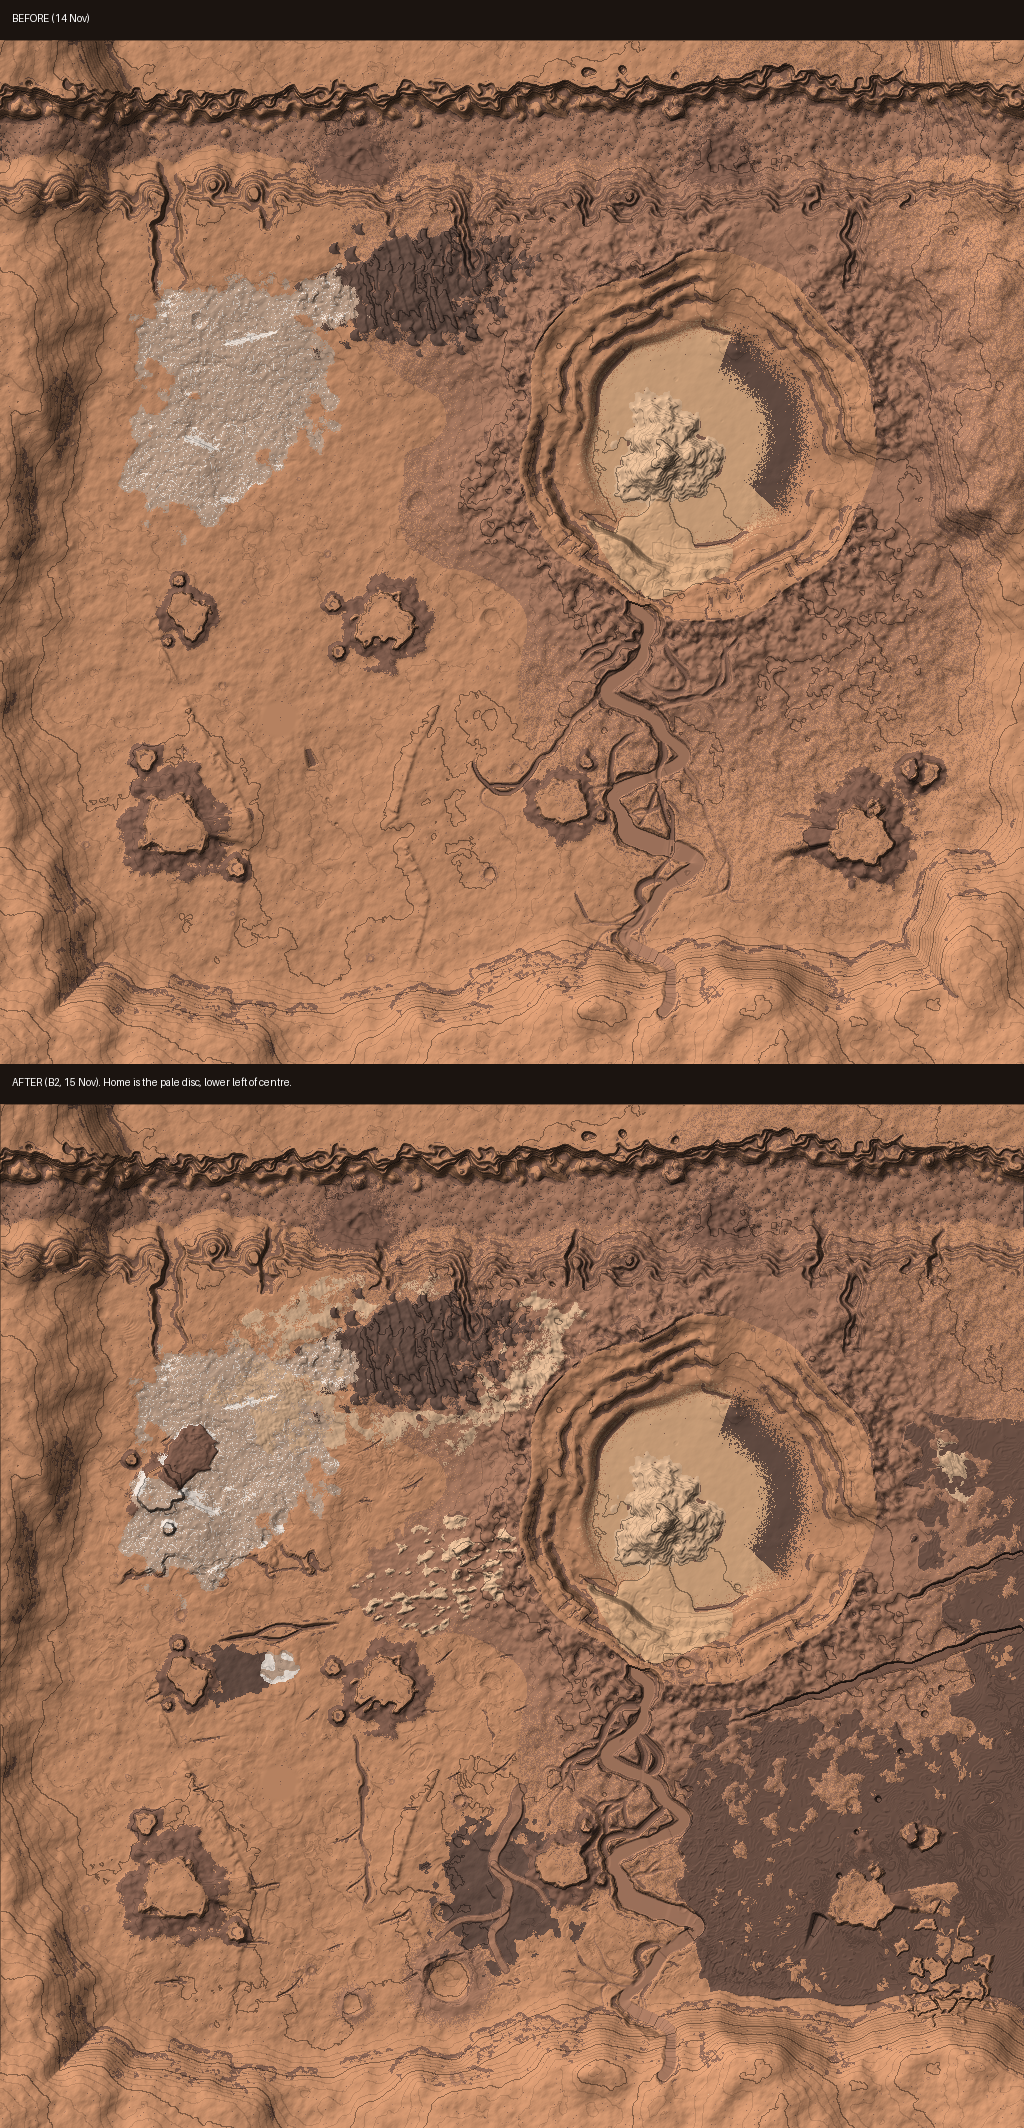 BEFORE (14 Nov)
AFTER (B2, 15 Nov). Home is the pale disc, lower left of centre.